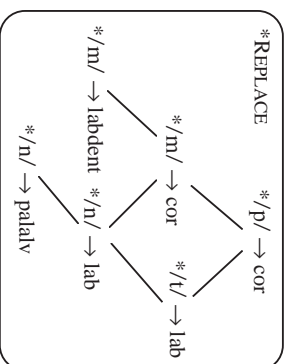 *REPLACE
*/p/ → cor
*/m/ → cor */t/ → lab
*/m/ → labdent */n/ → lab
*/n/ → palalv